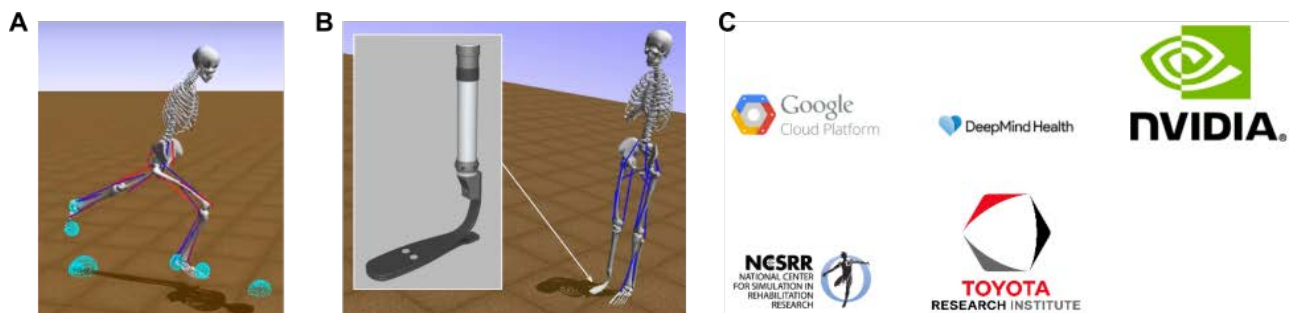 A
B
C
Google
Cloud Platform
DeepMind Health
NVIDIA®
NCSRR
NATIONAL CENTER
FOR SIMULATION IN
REHABILITATION
RESEARCH
TOYOTA
RESEARCH INSTITUTE